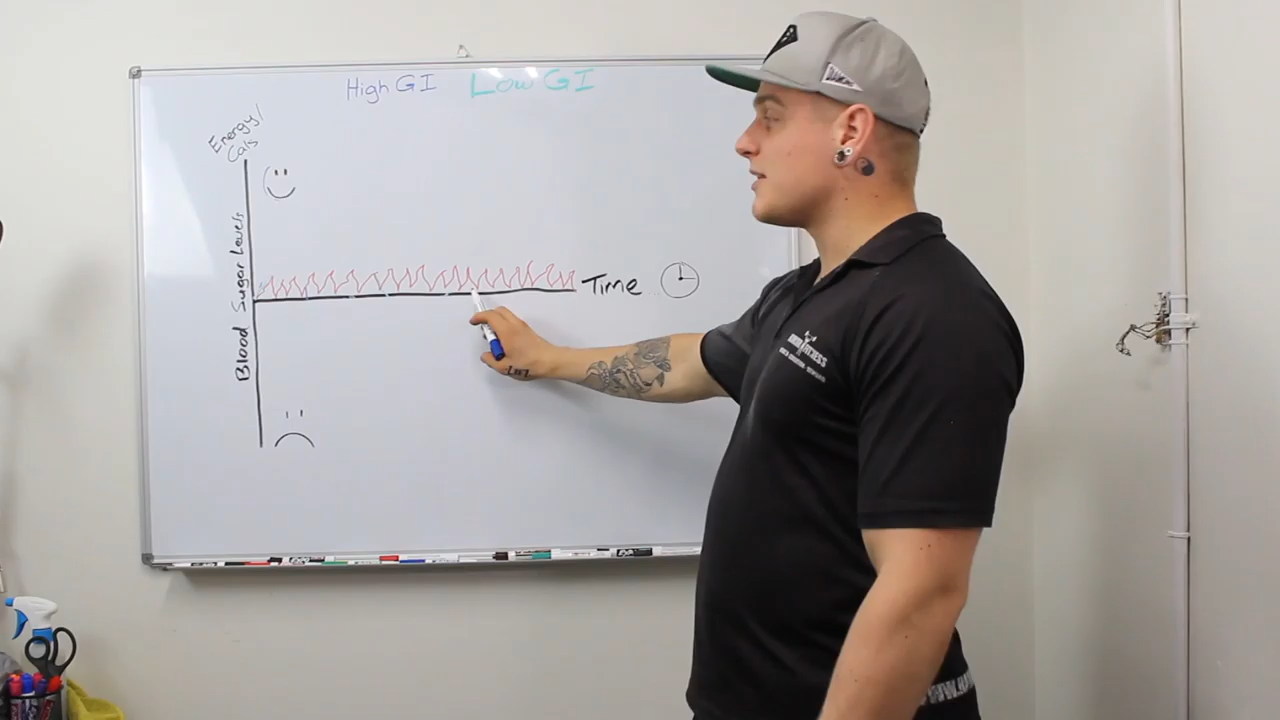 High GI Low GI
Energy/
Cals
Blood Sugar Levels
Time